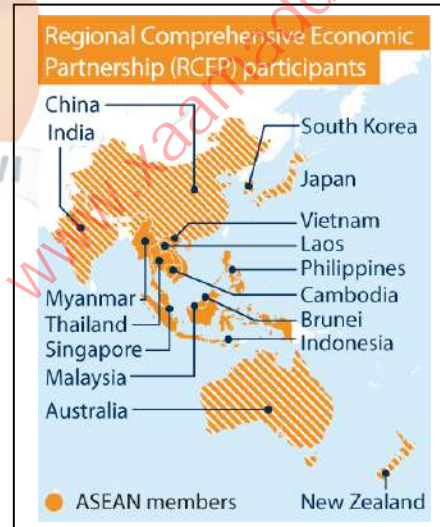 Regional Comprehensive Economic
Partnership (RCEP) participants
China
India
South Korea
Japan
Vietnam
Laos
Philippines
Cambodia
Brunei
Indonesia
Myanmar
Thailand
Singapore
Malaysia
Australia
ASEAN members
New Zealand